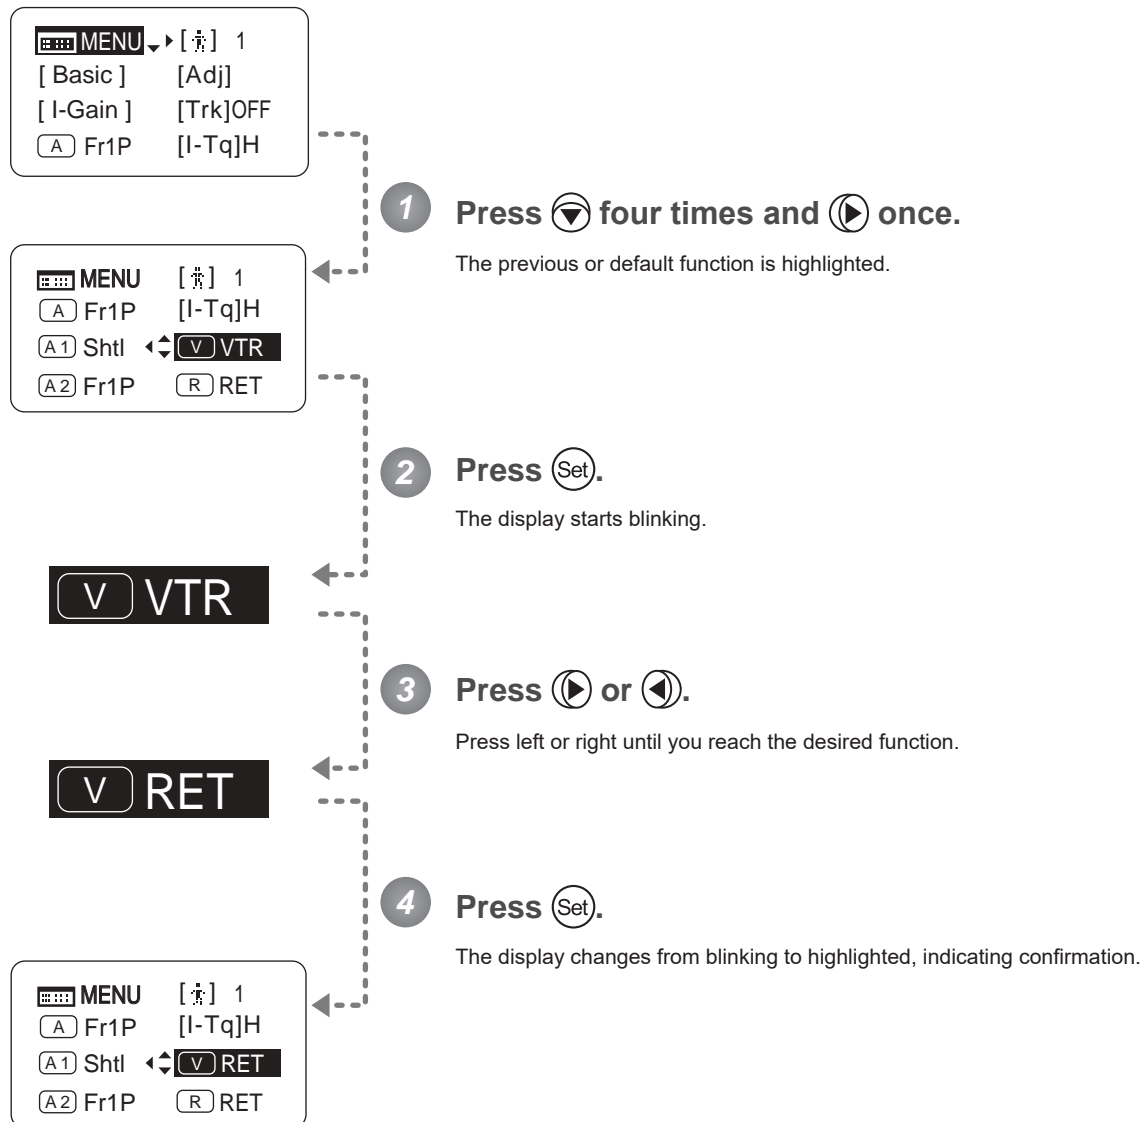 MENU [ ] 1
[ Basic ] [Adj]
[ I-Gain ] [Trk]OFF
A Fr1P [I-Tq]H
1 Press four times and once.
The previous or default function is highlighted.
MENU [ ] 1
A Fr1P [I-Tq]H
A1 Shtl V VTR
A2 Fr1P R RET
2 Press Set.
The display starts blinking.
V VTR
3 Press or .
Press left or right until you reach the desired function.
V RET
4 Press Set.
The display changes from blinking to highlighted, indicating confirmation.
MENU [ ] 1
A Fr1P [I-Tq]H
A1 Shtl V RET
A2 Fr1P R RET